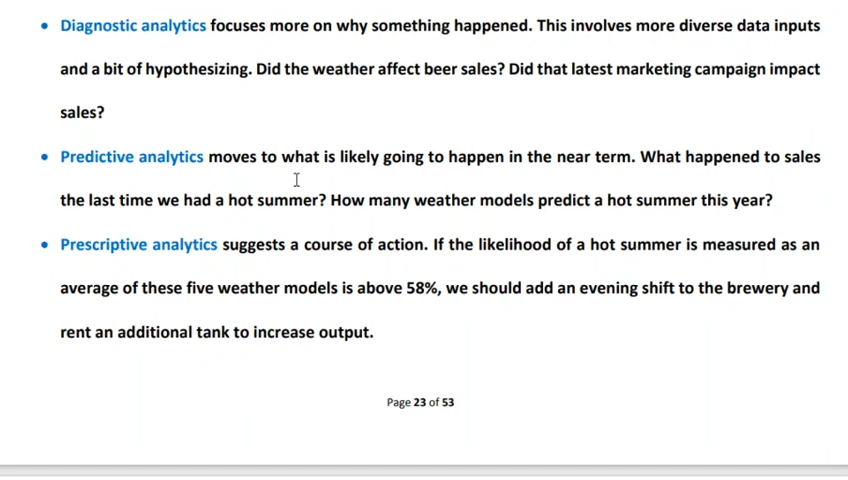 • Diagnostic analytics focuses more on why something happened. This involves more diverse data inputs
and a bit of hypothesizing. Did the weather affect beer sales? Did that latest marketing campaign impact
sales?
• Predictive analytics moves to what is likely going to happen in the near term. What happened to sales
the last time we had a hot summer? How many weather models predict a hot summer this year?
• Prescriptive analytics suggests a course of action. If the likelihood of a hot summer is measured as an
average of these five weather models is above 58%, we should add an evening shift to the brewery and
rent an additional tank to increase output.
Page 23 of 53